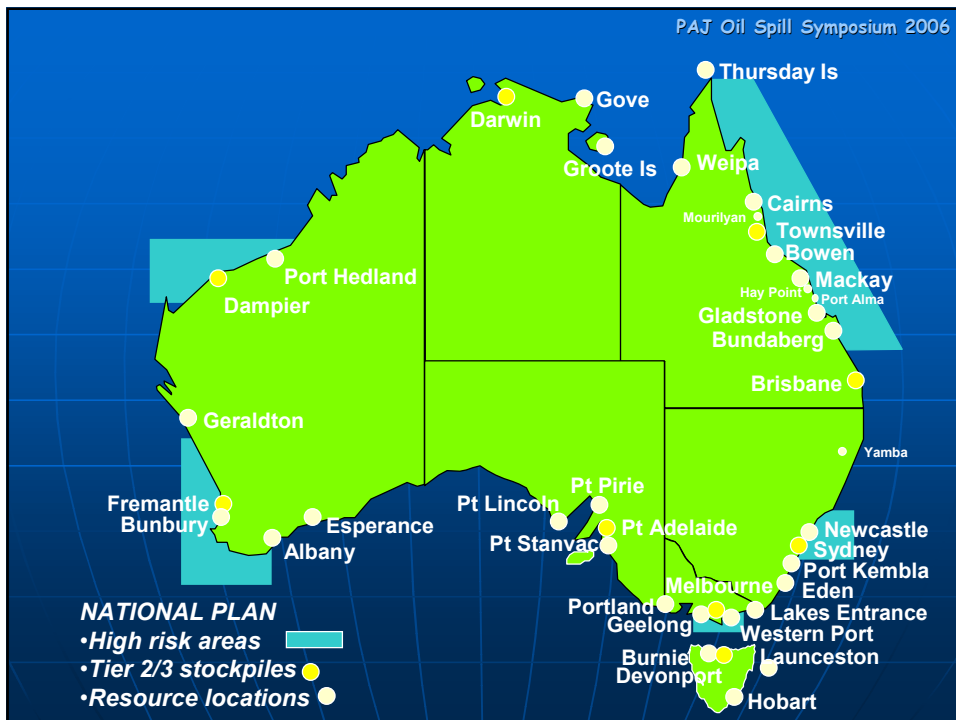 PAJ Oil Spill Symposium 2006
Thursday Is
Darwin
Gove
Groote Is
Weipa
Cairns
Mourilyan
Townsville
Bowen
Port Hedland
Mackay
Dampier
Hay Point
Port Alma
Gladstone
Bundaberg
Brisbane
Geraldton
Yamba
Pt Pirie
Fremantle
Pt Lincoln
Bunbury
Esperance
Pt Adelaide
Newcastle
Albany
Pt Stanvac
Sydney
Port Kembla
Melbourne
Eden
Portland
Lakes Entrance
Geelong
Western Port
NATIONAL PLAN
•High risk areas
•Tier 2/3 stockpiles
•Resource locations
Burnie
Launceston
Devonport
Hobart